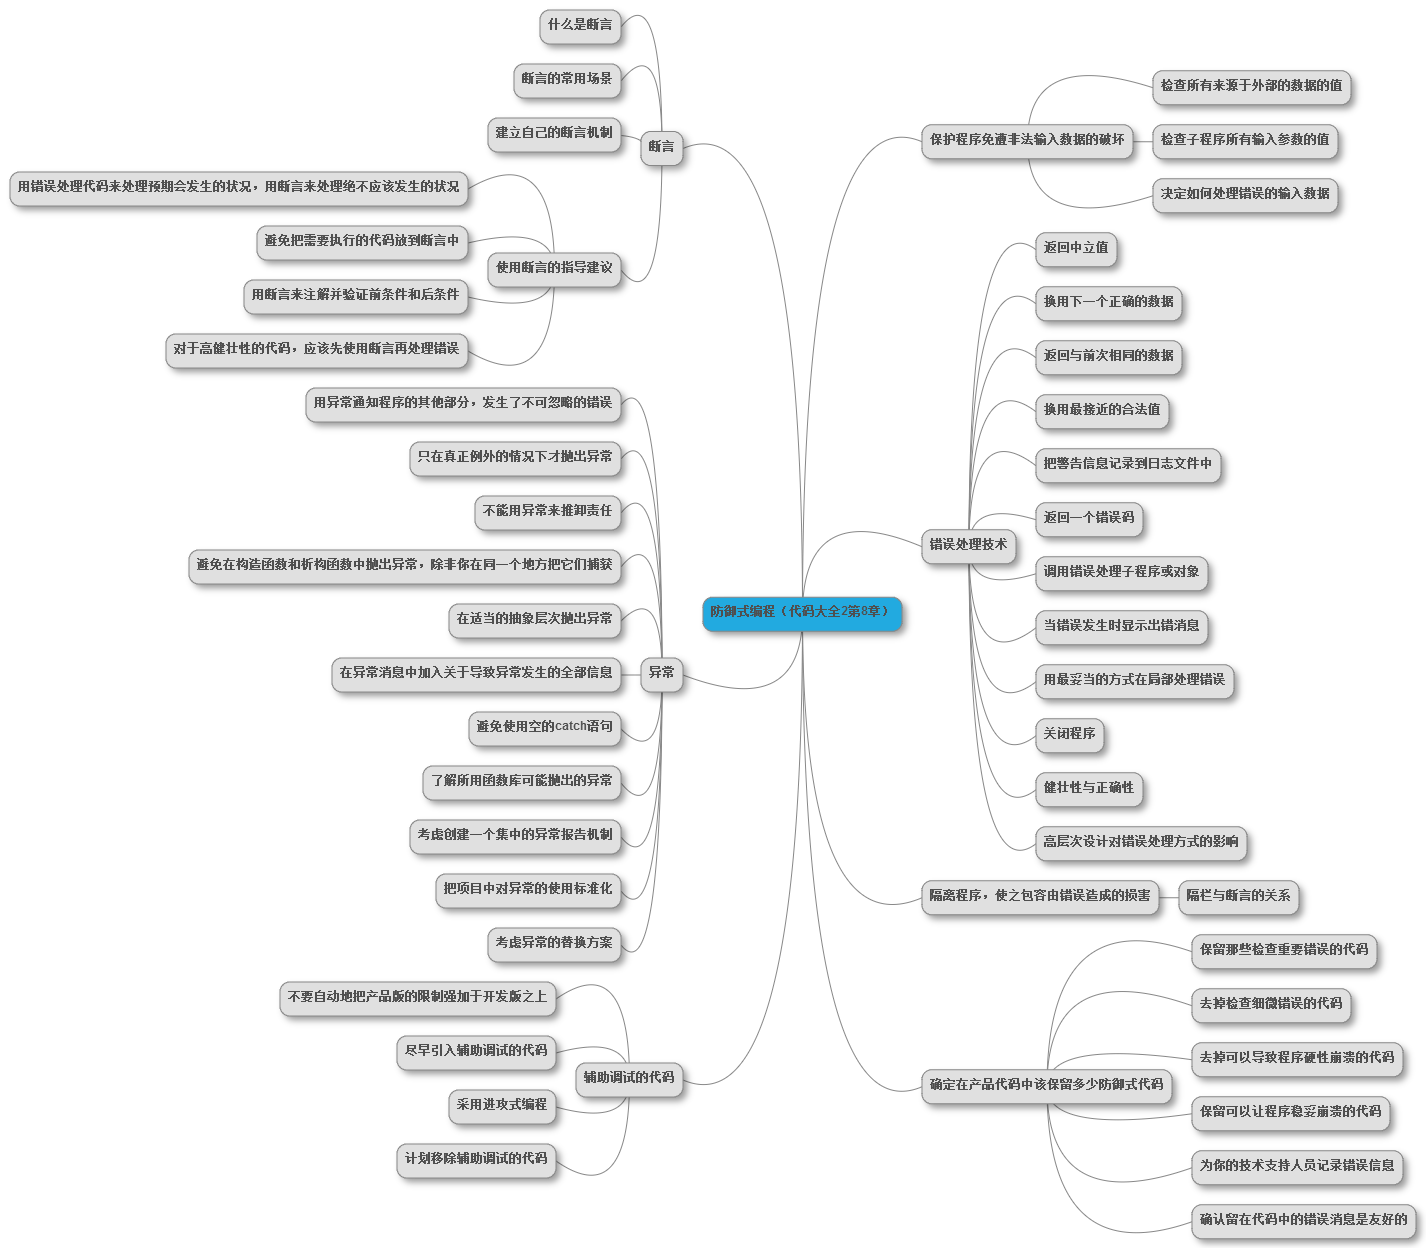 防御式编程（代码大全2第8章）
保护程序免遭非法输入数据的破坏
检查所有来源于外部的数据的值
检查子程序所有输入参数的值
决定如何处理错误的输入数据
错误处理技术
返回中立值
换用下一个正确的数据
返回与前次相同的数据
换用最接近的合法值
把警告信息记录到日志文件中
返回一个错误码
调用错误处理子程序或对象
当错误发生时显示出错消息
用最妥当的方式在局部处理错误
关闭程序
健壮性与正确性
高层次设计对错误处理方式的影响
隔离程序，使之包容由错误造成的损害
隔栏与断言的关系
确定在产品代码中该保留多少防御式代码
保留那些检查重要错误的代码
去掉检查细微错误的代码
去掉可以导致程序硬性崩溃的代码
保留可以让程序稳妥崩溃的代码
为你的技术支持人员记录错误信息
确认留在代码中的错误消息是友好的
断言
什么是断言
断言的常用场景
建立自己的断言机制
使用断言的指导建议
用错误处理代码来处理预期会发生的状况，用断言来处理绝不应该发生的状况
避免把需要执行的代码放到断言中
用断言来注解并验证前条件和后条件
对于高健壮性的代码，应该先使用断言再处理错误
异常
用异常通知程序的其他部分，发生了不可忽略的错误
只在真正例外的情况下才抛出异常
不能用异常来推卸责任
避免在构造函数和析构函数中抛出异常，除非你在同一个地方把它们捕获
在适当的抽象层次抛出异常
在异常消息中加入关于导致异常发生的全部信息
避免使用空的catch语句
了解所用函数库可能抛出的异常
考虑创建一个集中的异常报告机制
把项目中对异常的使用标准化
考虑异常的替换方案
辅助调试的代码
不要自动地把产品版的限制强加于开发版之上
尽早引入辅助调试的代码
采用进攻式编程
计划移除辅助调试的代码